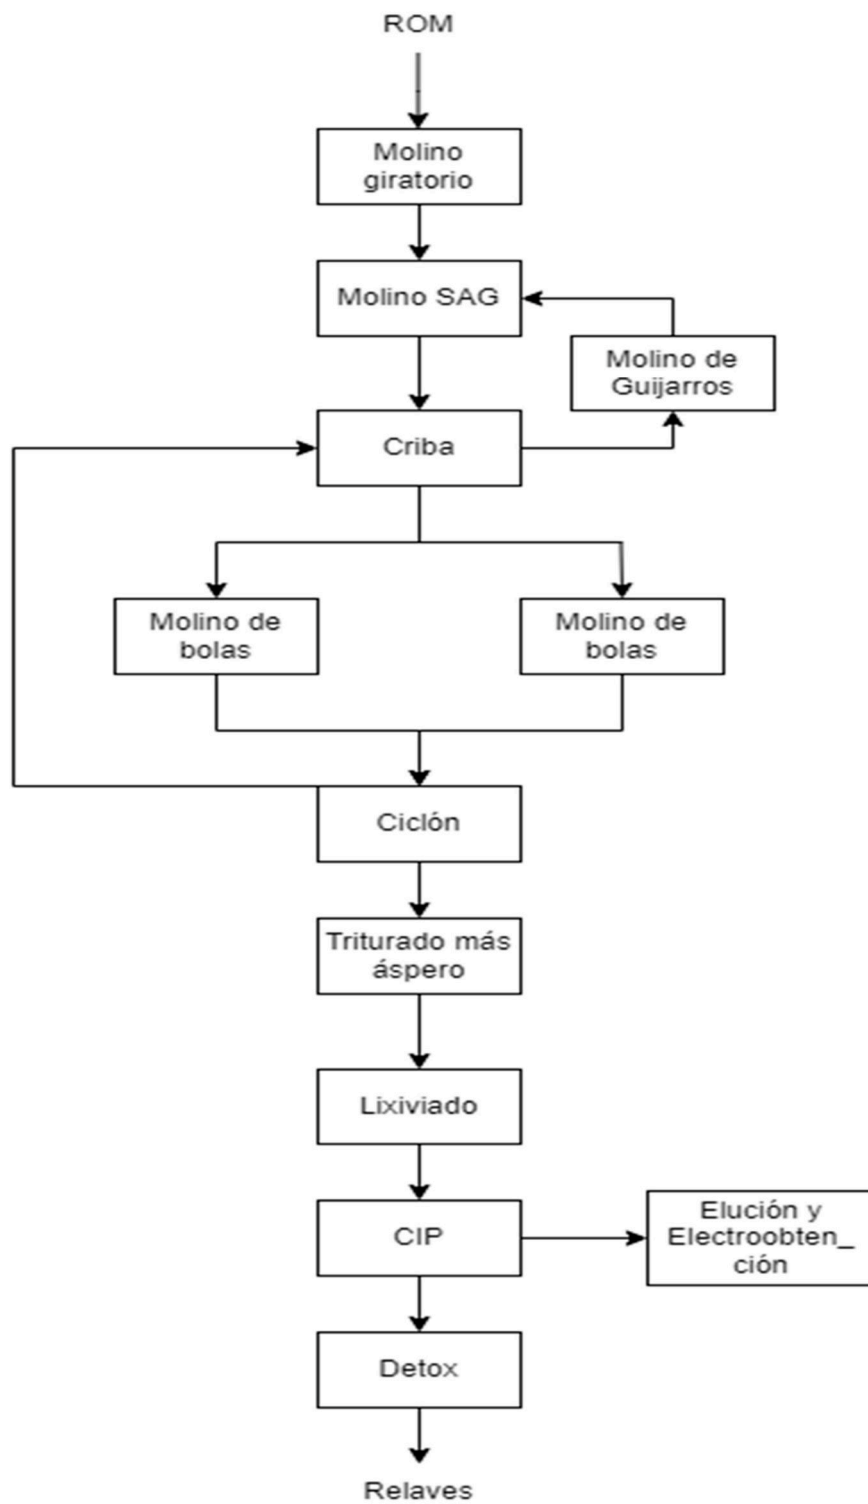 ROM
Molino
giratorio
Molino SAG
Molino de
Guijarros
Criba
Molino de
bolas
Molino de
bolas
Ciclón
Triturado más
áspero
Lixiviado
CIP
Elución y
Electroobten_
ción
Detox
Relaves